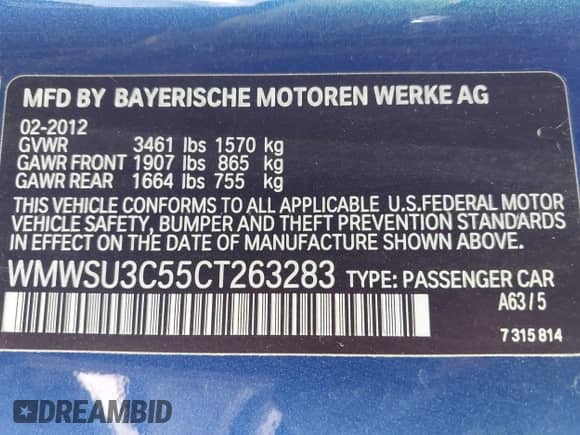 MFD BY BAYERISCHE MOTOREN WERKE AG
02-2012
GVWR 3461 lbs 1570 kg
GAWR FRONT 1907 lbs 865 kg
GAWR REAR 1664 lbs 755 kg
THIS VEHICLE CONFORMS TO ALL APPLICABLE U.S.FEDERAL MOTOR
VEHICLE SAFETY, BUMPER AND THEFT PREVENTION STANDARDS
IN EFFECT ON THE DATE OF MANUFACTURE SHOWN ABOVE.
WMWSU3C55CT263283 TYPE: PASSENGER CAR
A63/5
7 315 814
DREAMBID